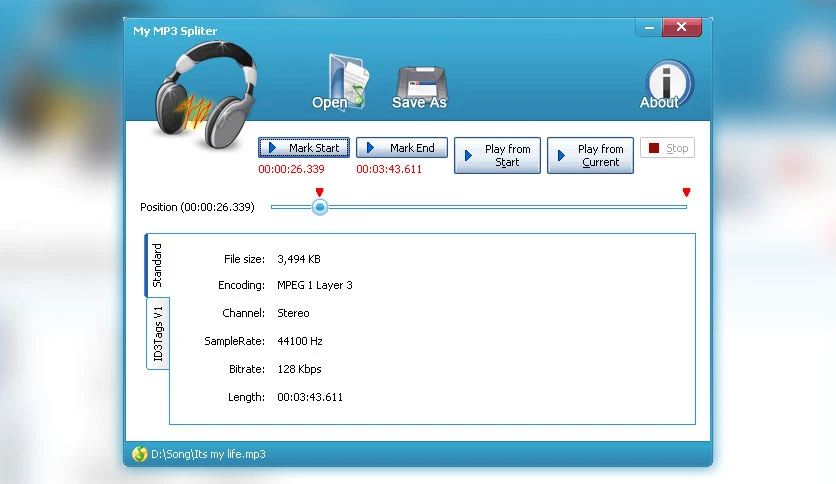 My MP3 Spliter
Open
Save As
About
Mark Start
Mark End
Play from
Start
Play from
Current
Stop
00:00:26.339
00:03:43.611
Position (00:00:26.339)
Standard
ID3Tags V1
File size: 3,494 KB
Encoding: MPEG 1 Layer 3
Channel: Stereo
SampleRate: 44100 Hz
Bitrate: 128 Kbps
Length: 00:03:43.611
D:\Song\Its my life.mp3